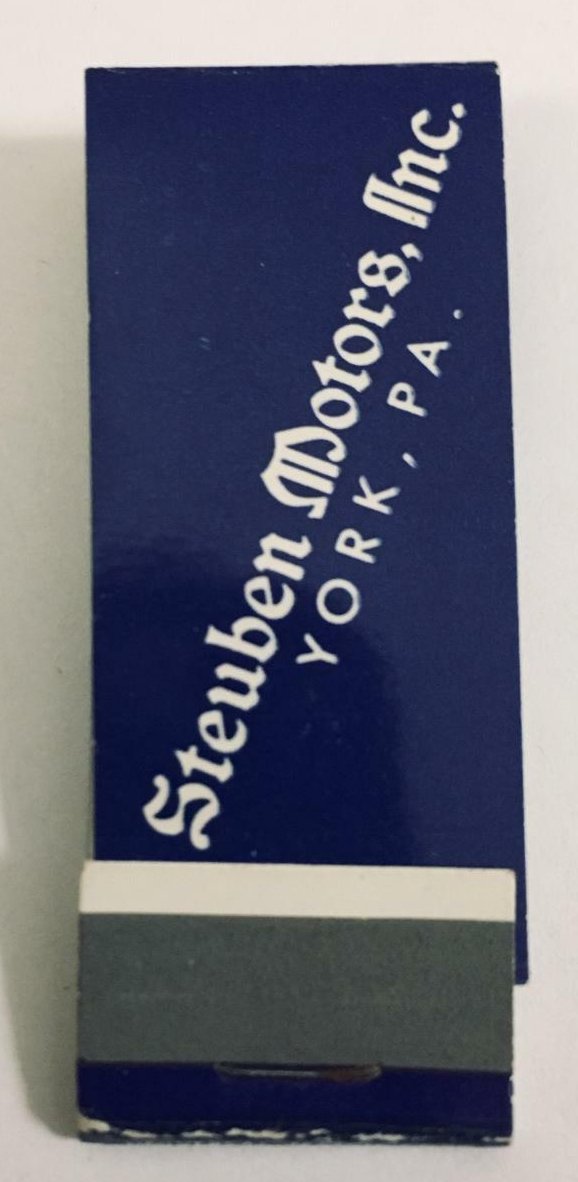 Steuben Motors, Inc.
YORK, PA.